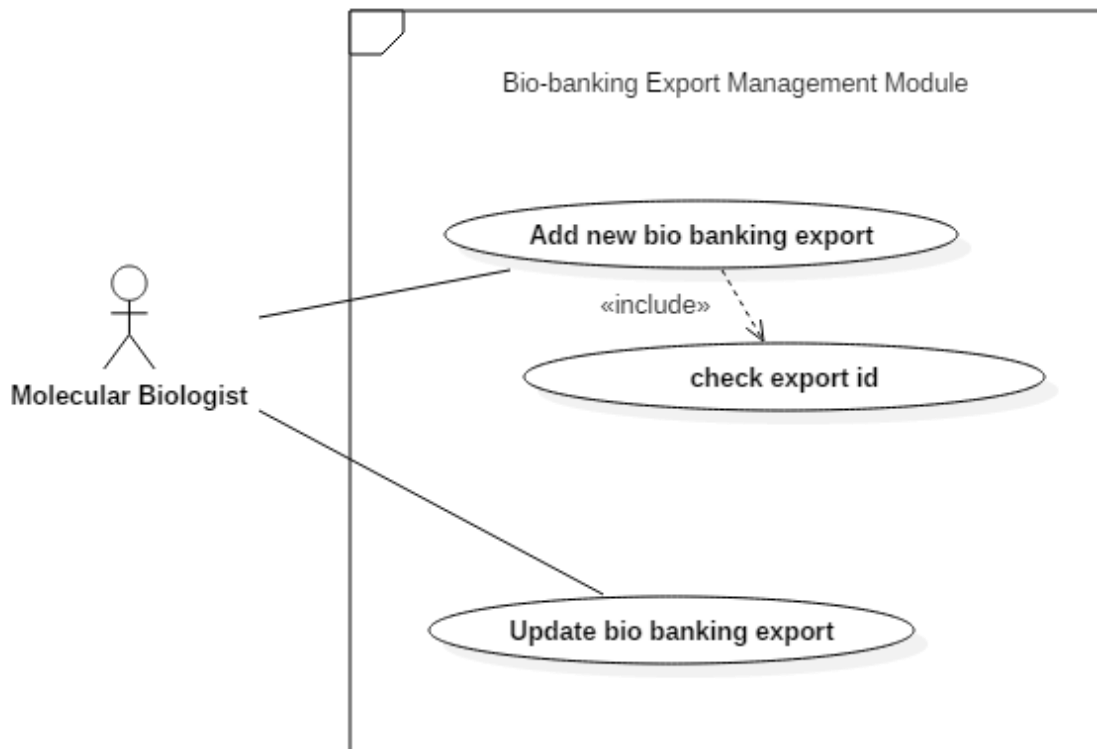 Bio-banking Export Management Module
Add new bio banking export
«include»
check export id
Molecular Biologist
Update bio banking export